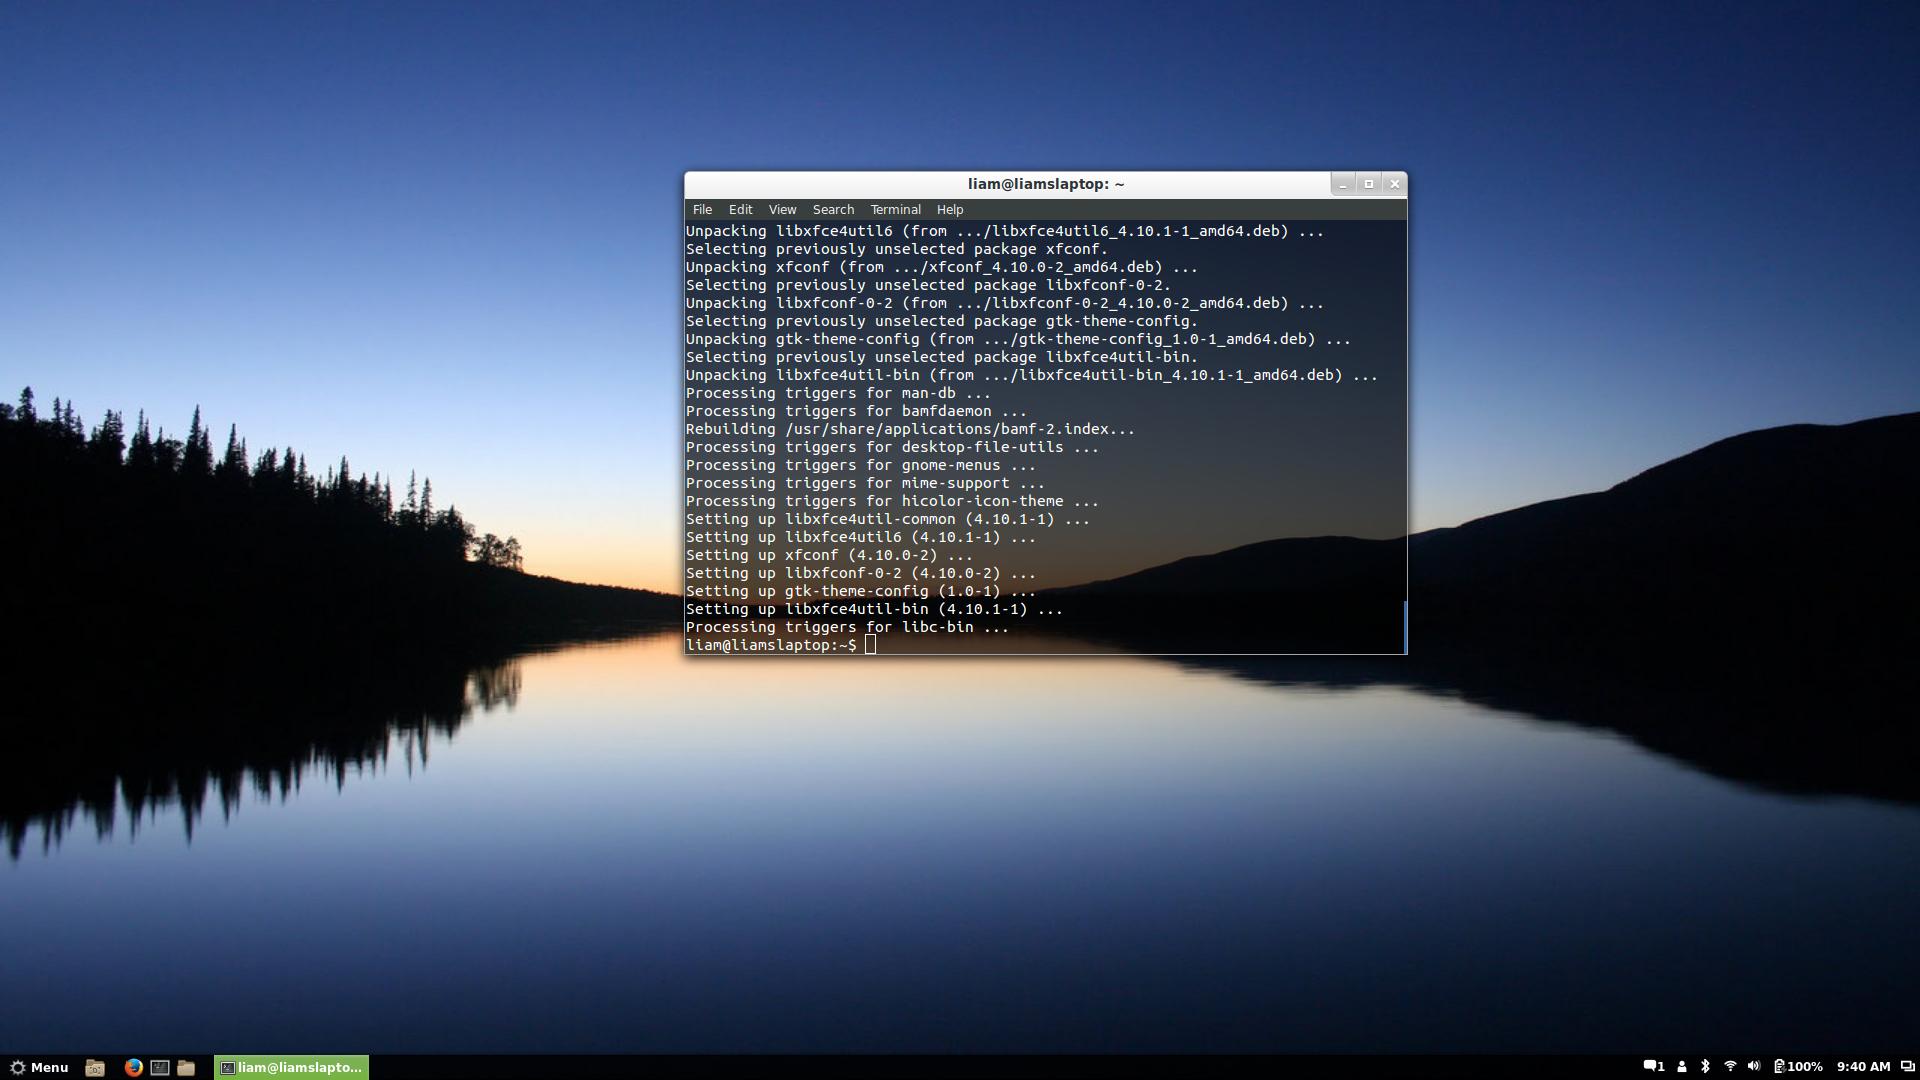 liam@liamslaptop: ~
File Edit View Search Terminal Help
Unpacking libxfce4util6 (from .../libxfce4util6_4.10.1-1_amd64.deb) ...
Selecting previously unselected package xfconf.
Unpacking xfconf (from .../xfconf_4.10.0-2_amd64.deb) ...
Selecting previously unselected package libxfconf-0-2.
Unpacking libxfconf-0-2 (from .../libxfconf-0-2_4.10.0-2_amd64.deb) ...
Selecting previously unselected package gtk-theme-config.
Unpacking gtk-theme-config (from .../gtk-theme-config_1.0-1_amd64.deb) ...
Selecting previously unselected package libxfce4util-bin.
Unpacking libxfce4util-bin (from .../libxfce4util-bin_4.10.1-1_amd64.deb) ...
Processing triggers for man-db ...
Processing triggers for bamfdaemon ...
Rebuilding /usr/share/applications/bamf-2.index...
Processing triggers for desktop-file-utils ...
Processing triggers for gnome-menus ...
Processing triggers for mime-support ...
Processing triggers for hicolor-icon-theme ...
Setting up libxfce4util-common (4.10.1-1) ...
Setting up libxfce4util6 (4.10.1-1) ...
Setting up xfconf (4.10.0-2) ...
Setting up libxfconf-0-2 (4.10.0-2) ...
Setting up gtk-theme-config (1.0-1) ...
Setting up libxfce4util-bin (4.10.1-1) ...
Processing triggers for libc-bin ...
liam@liamslaptop:~$
Menu liam@liamslapto... 1 100% 9:40 AM